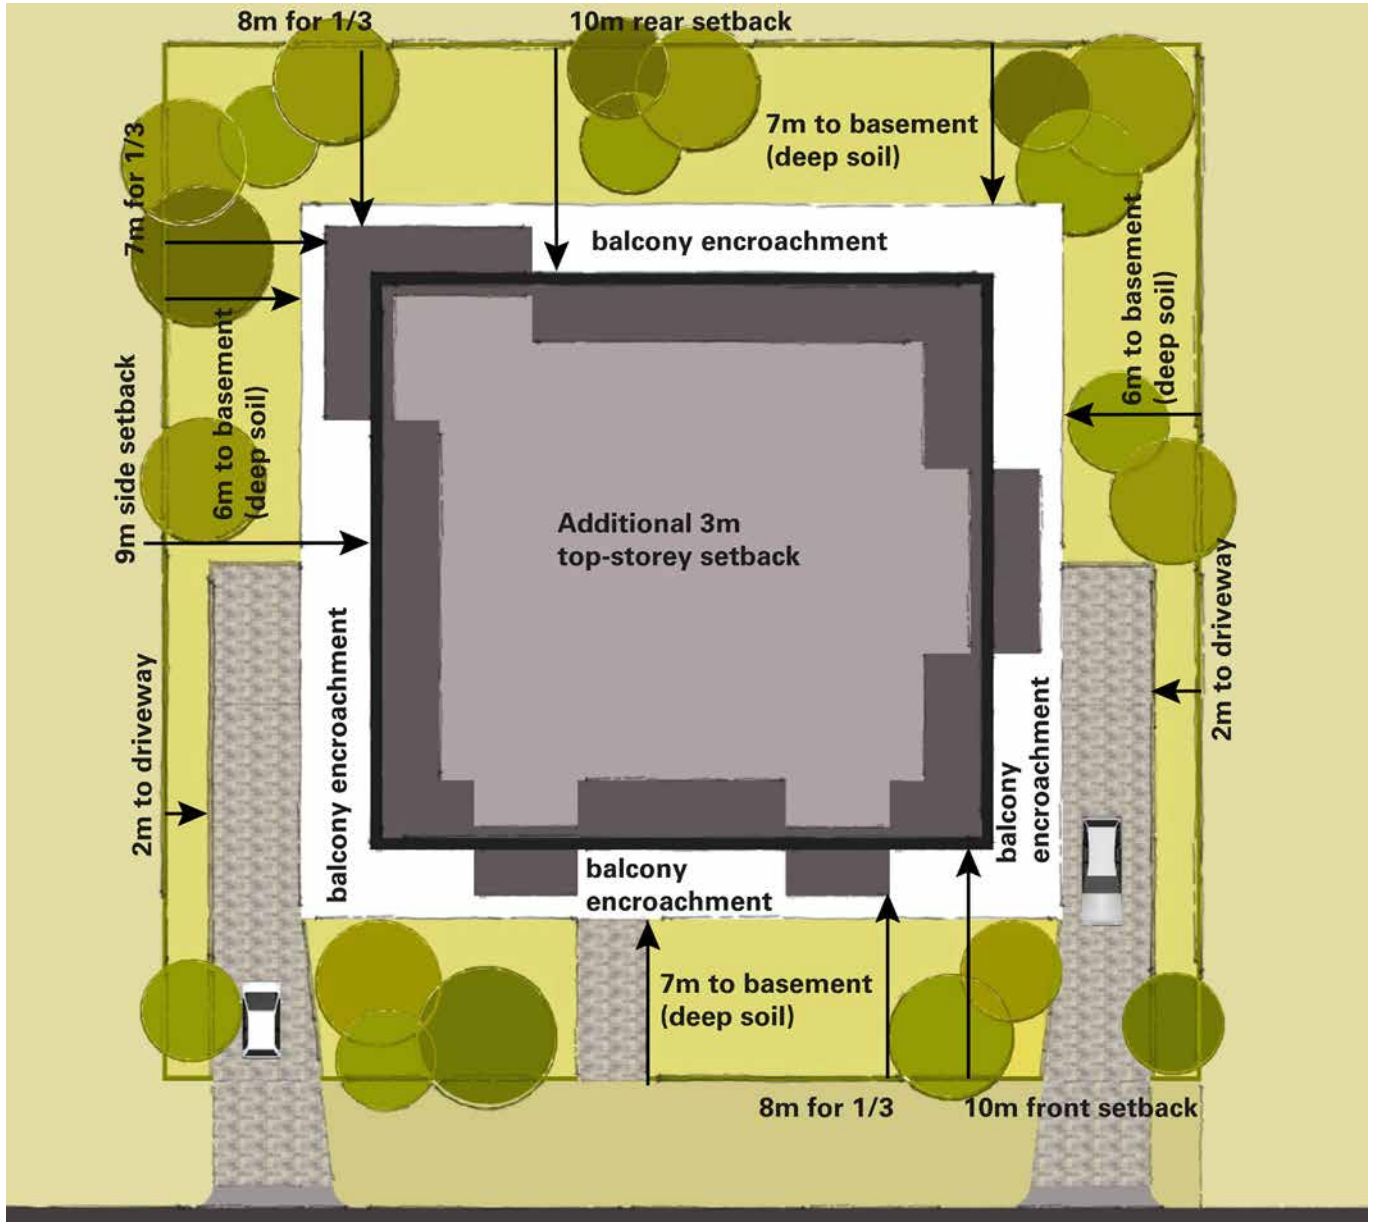 8m for 1/3
10m rear setback
7m to basement
(deep soil)
7m for 1/3
balcony encroachment
6m to basement
(deep soil)
6m to basement
(deep soil)
9m side setback
Additional 3m
top-storey setback
2m to driveway
2m to driveway
balcony encroachment
balcony
encroachment
balcony
encroachment
7m to basement
(deep soil)
8m for 1/3
10m front setback